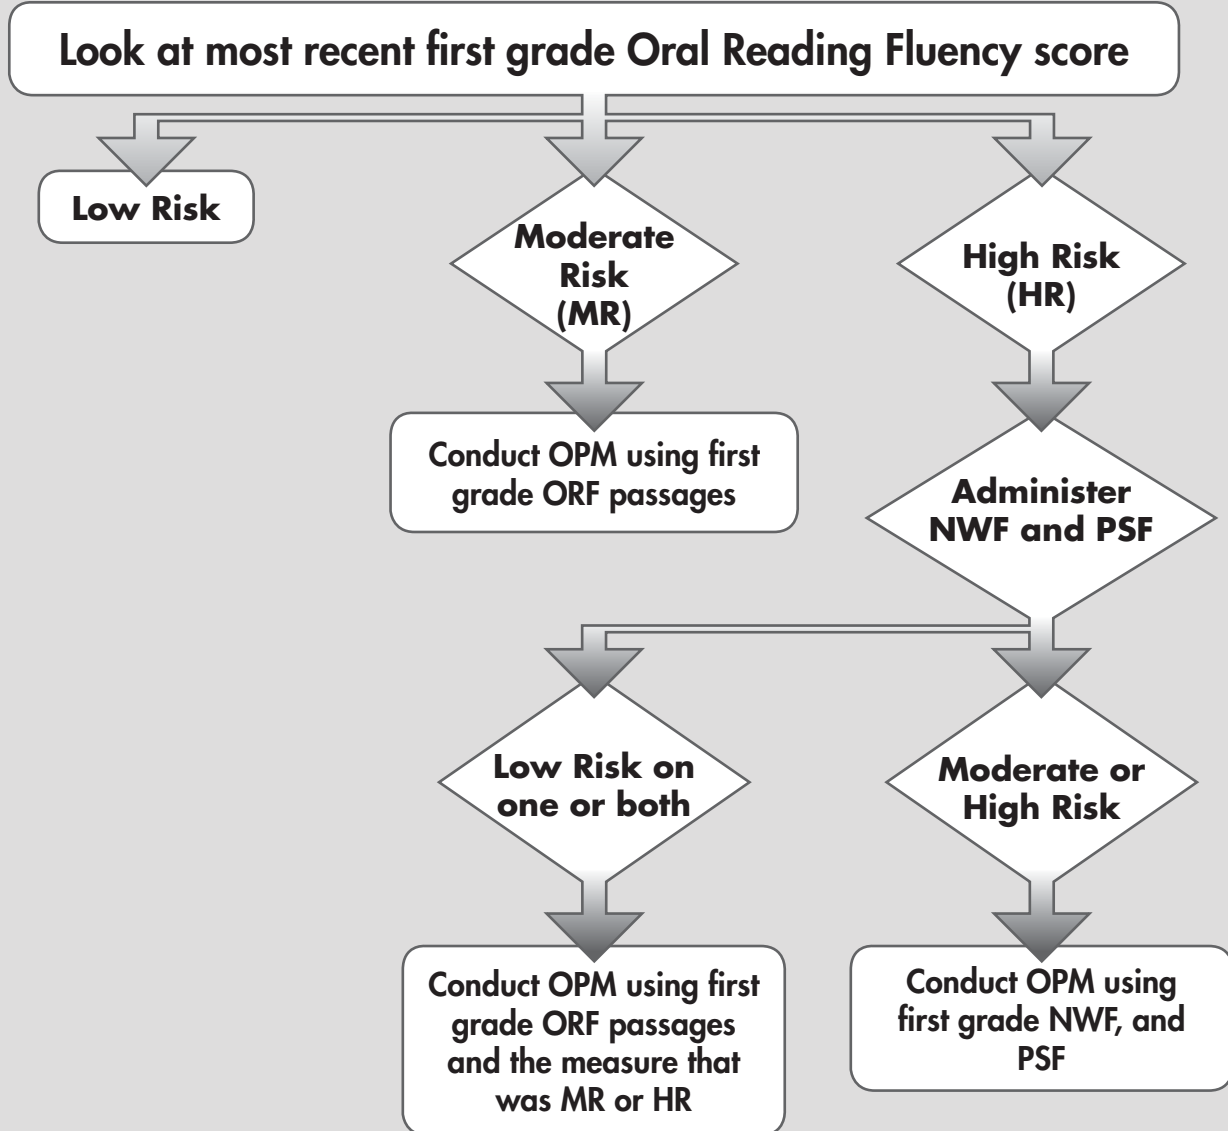 Look at most recent first grade Oral Reading Fluency score
Low Risk
Moderate
Risk
(MR)
High Risk
(HR)
Conduct OPM using first
grade ORF passages
Administer
NWF and PSF
Low Risk on
one or both
Moderate or
High Risk
Conduct OPM using first
grade ORF passages
and the measure that
was MR or HR
Conduct OPM using
first grade NWF, and
PSF